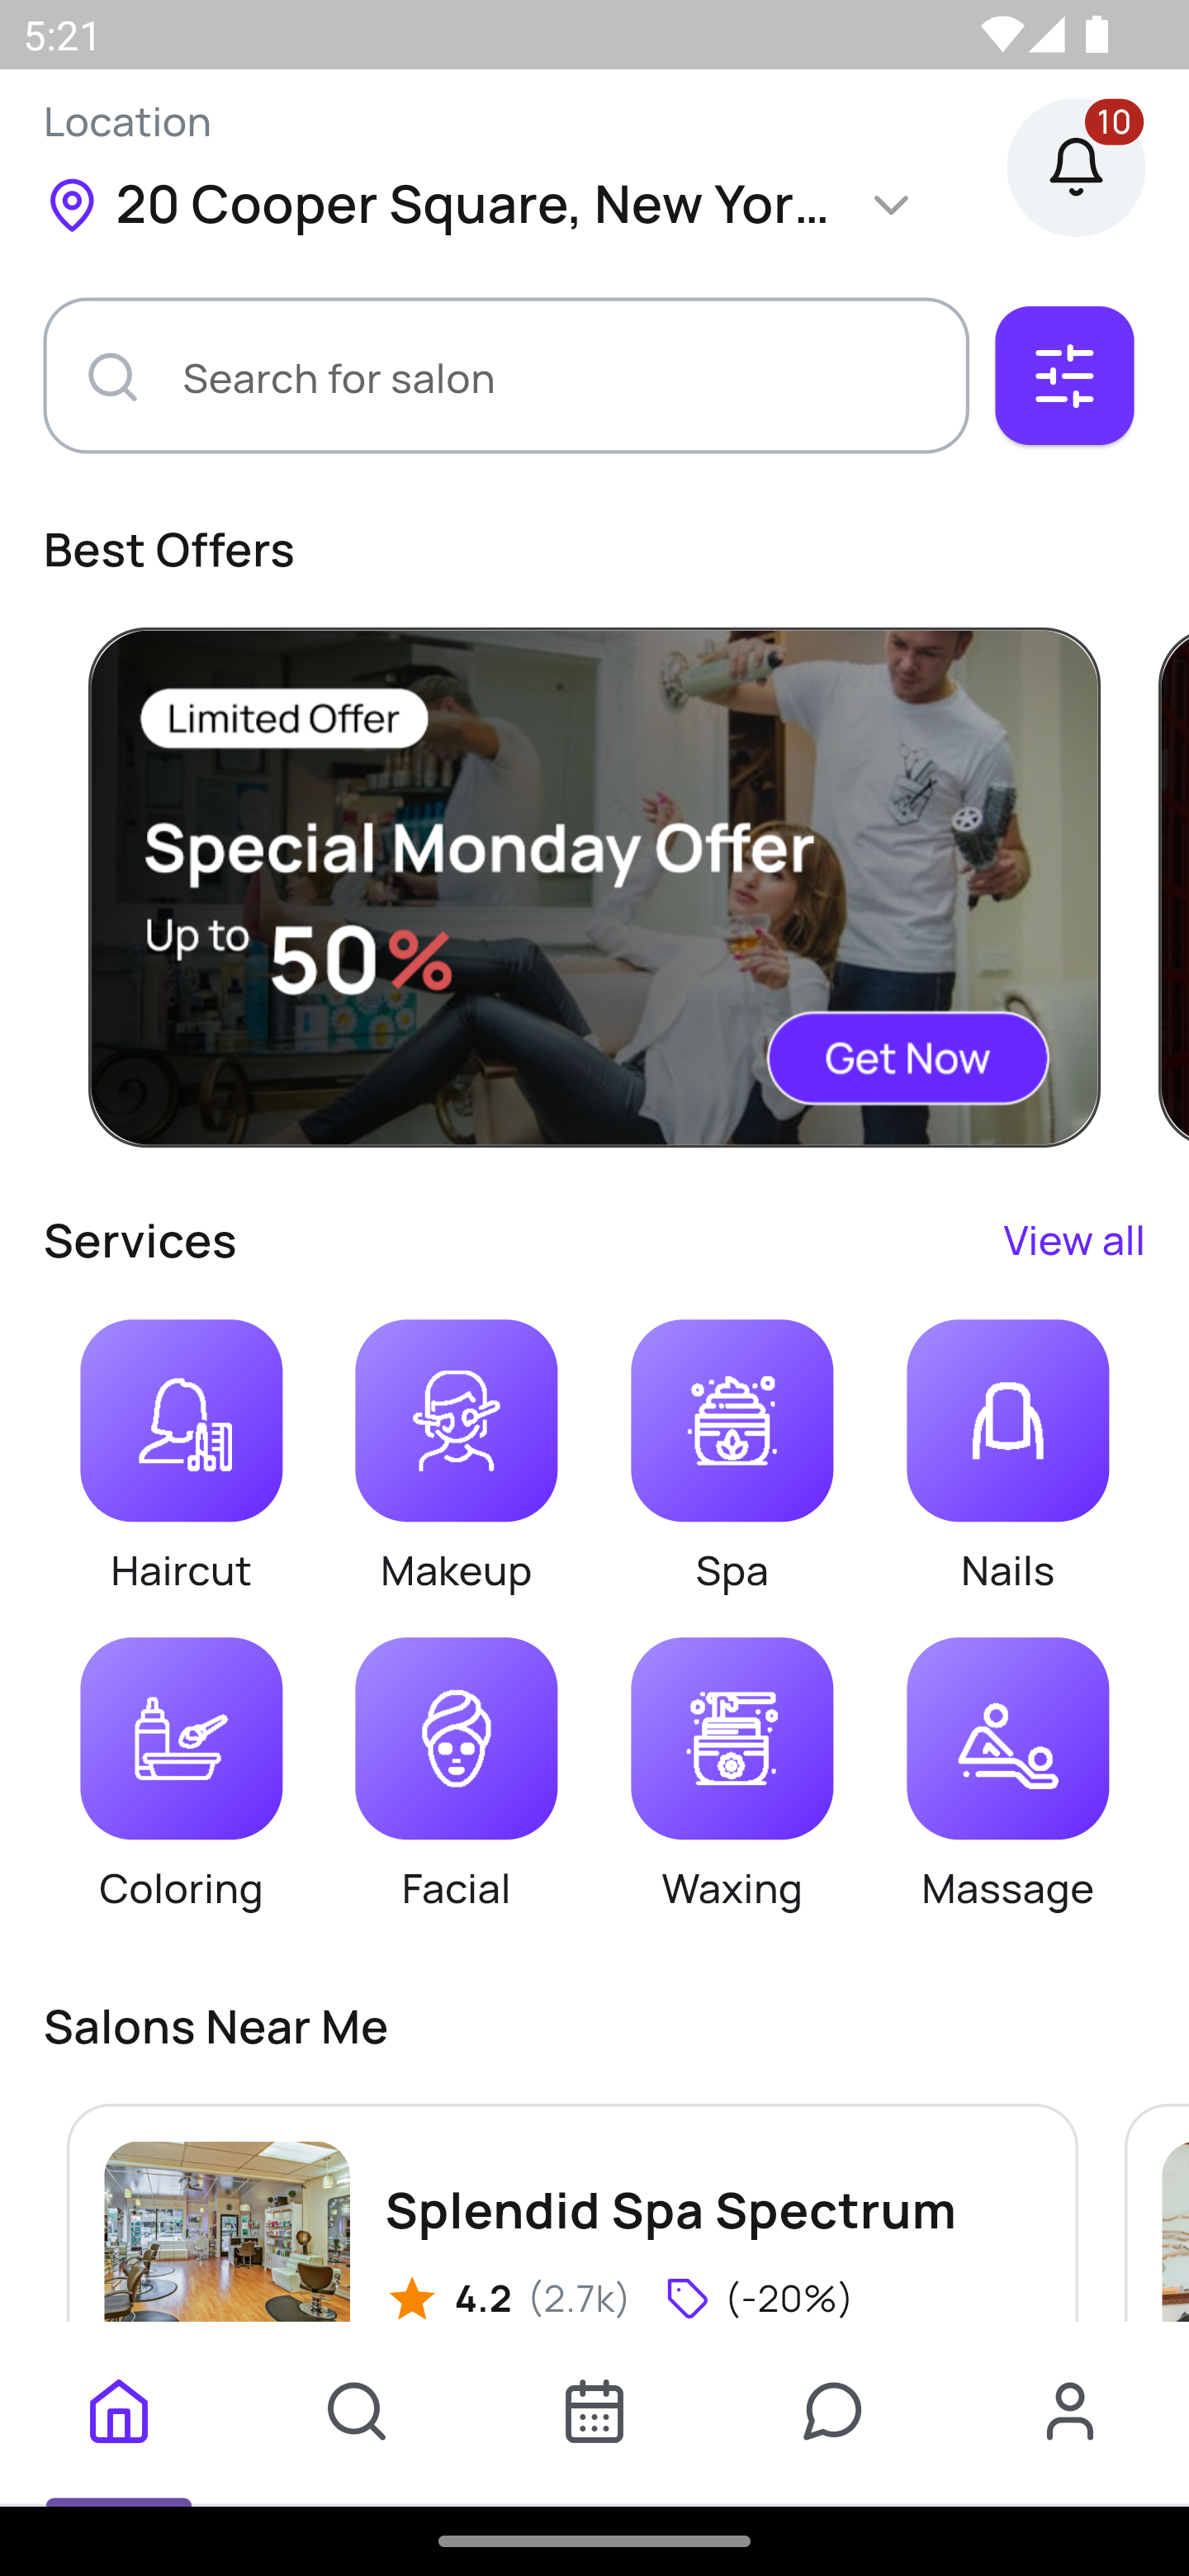 5:21
Location
20 Cooper Square, New Yor...
10
Search for salon
Best Offers
Limited Offer
Special Monday Offer
Up to 50%
Get Now
Services
View all
Haircut
Makeup
Spa
Nails
Coloring
Facial
Waxing
Massage
Salons Near Me
Splendid Spa Spectrum
4.2 (2.7k) (-20%)